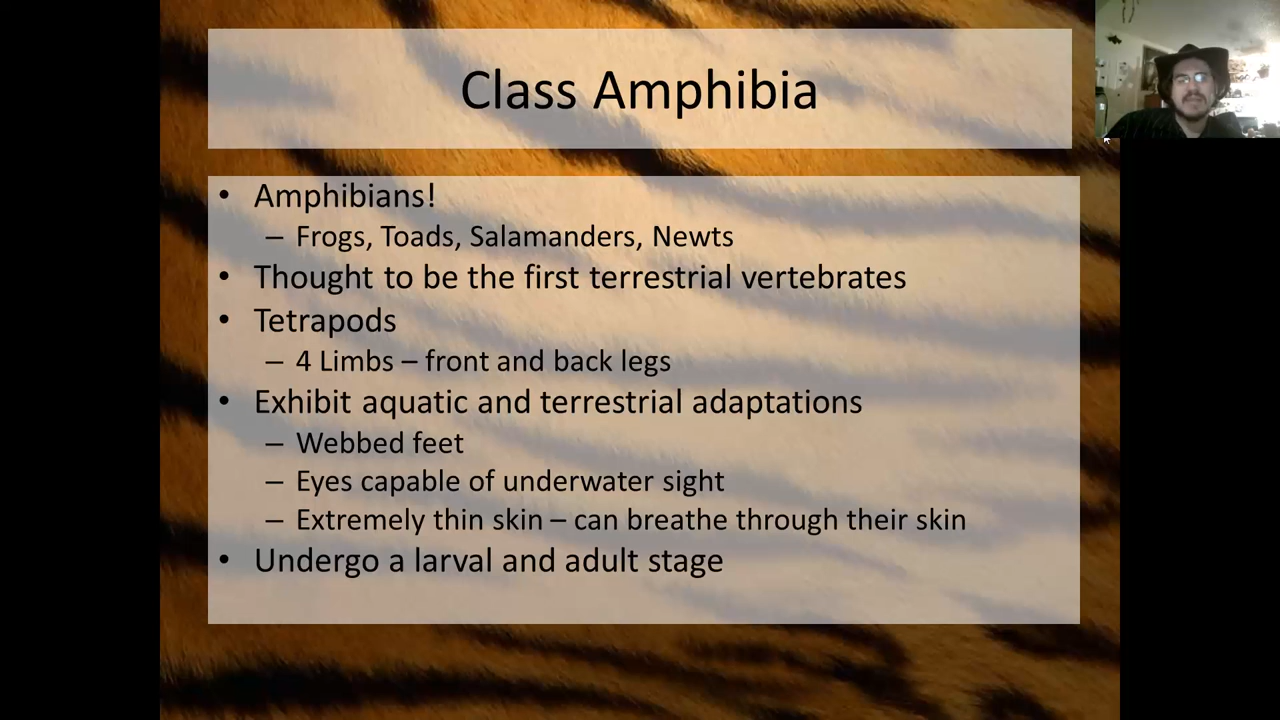 Class Amphibia
• Amphibians!
– Frogs, Toads, Salamanders, Newts
• Thought to be the first terrestrial vertebrates
• Tetrapods
– 4 Limbs – front and back legs
• Exhibit aquatic and terrestrial adaptations
– Webbed feet
– Eyes capable of underwater sight
– Extremely thin skin – can breathe through their skin
• Undergo a larval and adult stage